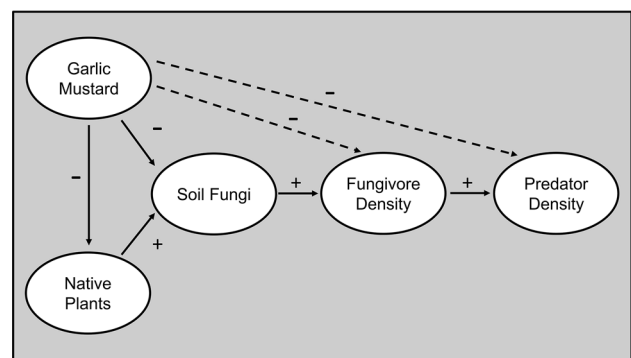 Garlic
Mustard
-
-
-
-
Soil Fungi
+
Fungivore
Density
+
Predator
Density
+
Native
Plants